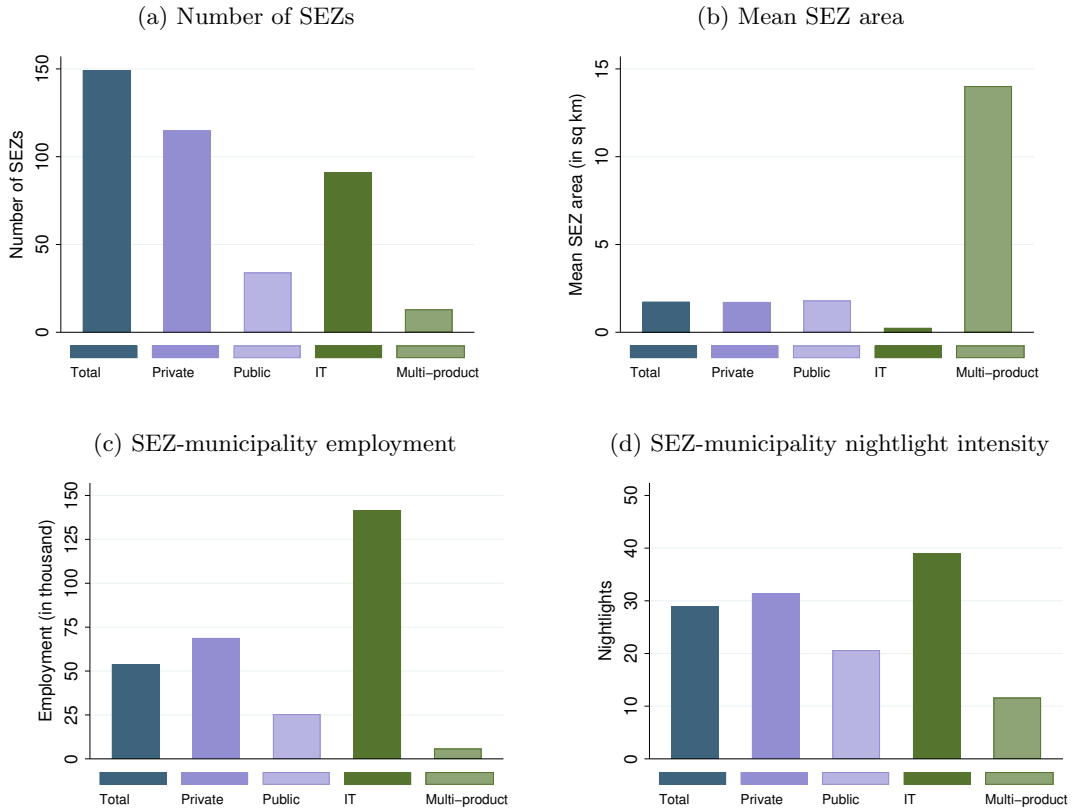 (a) Number of SEZs
Number of SEZs
150
100
50
0
Total Private Public IT Multi−product
(b) Mean SEZ area
Mean SEZ area (in sq km)
15
10
5
0
Total Private Public IT Multi−product
(c) SEZ-municipality employment
Employment (in thousand)
150
125
100
75
50
25
0
Total Private Public IT Multi−product
(d) SEZ-municipality nightlight intensity
Nightlights
50
40
30
20
10
0
Total Private Public IT Multi−product